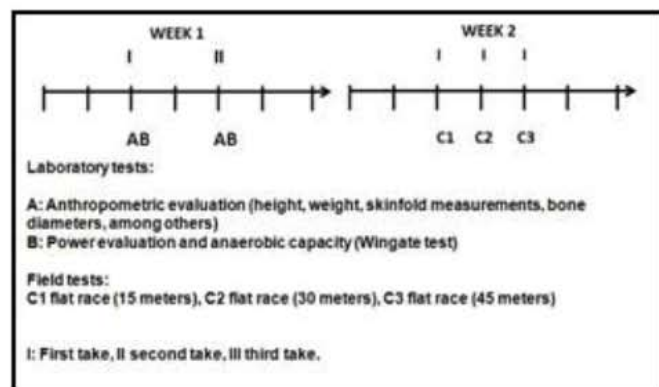 WEEK 1
WEEK 2
I II
I I I
AB AB
C1 C2 C3
Laboratory tests:
A: Anthropometric evaluation (height, weight, skinfold measurements, bone
diameters, among others)
B: Power evaluation and anaerobic capacity (Wingate test)
Field tests:
C1 flat race (15 meters), C2 flat race (30 meters), C3 flat race (45 meters)
I: First take, II second take, III third take.